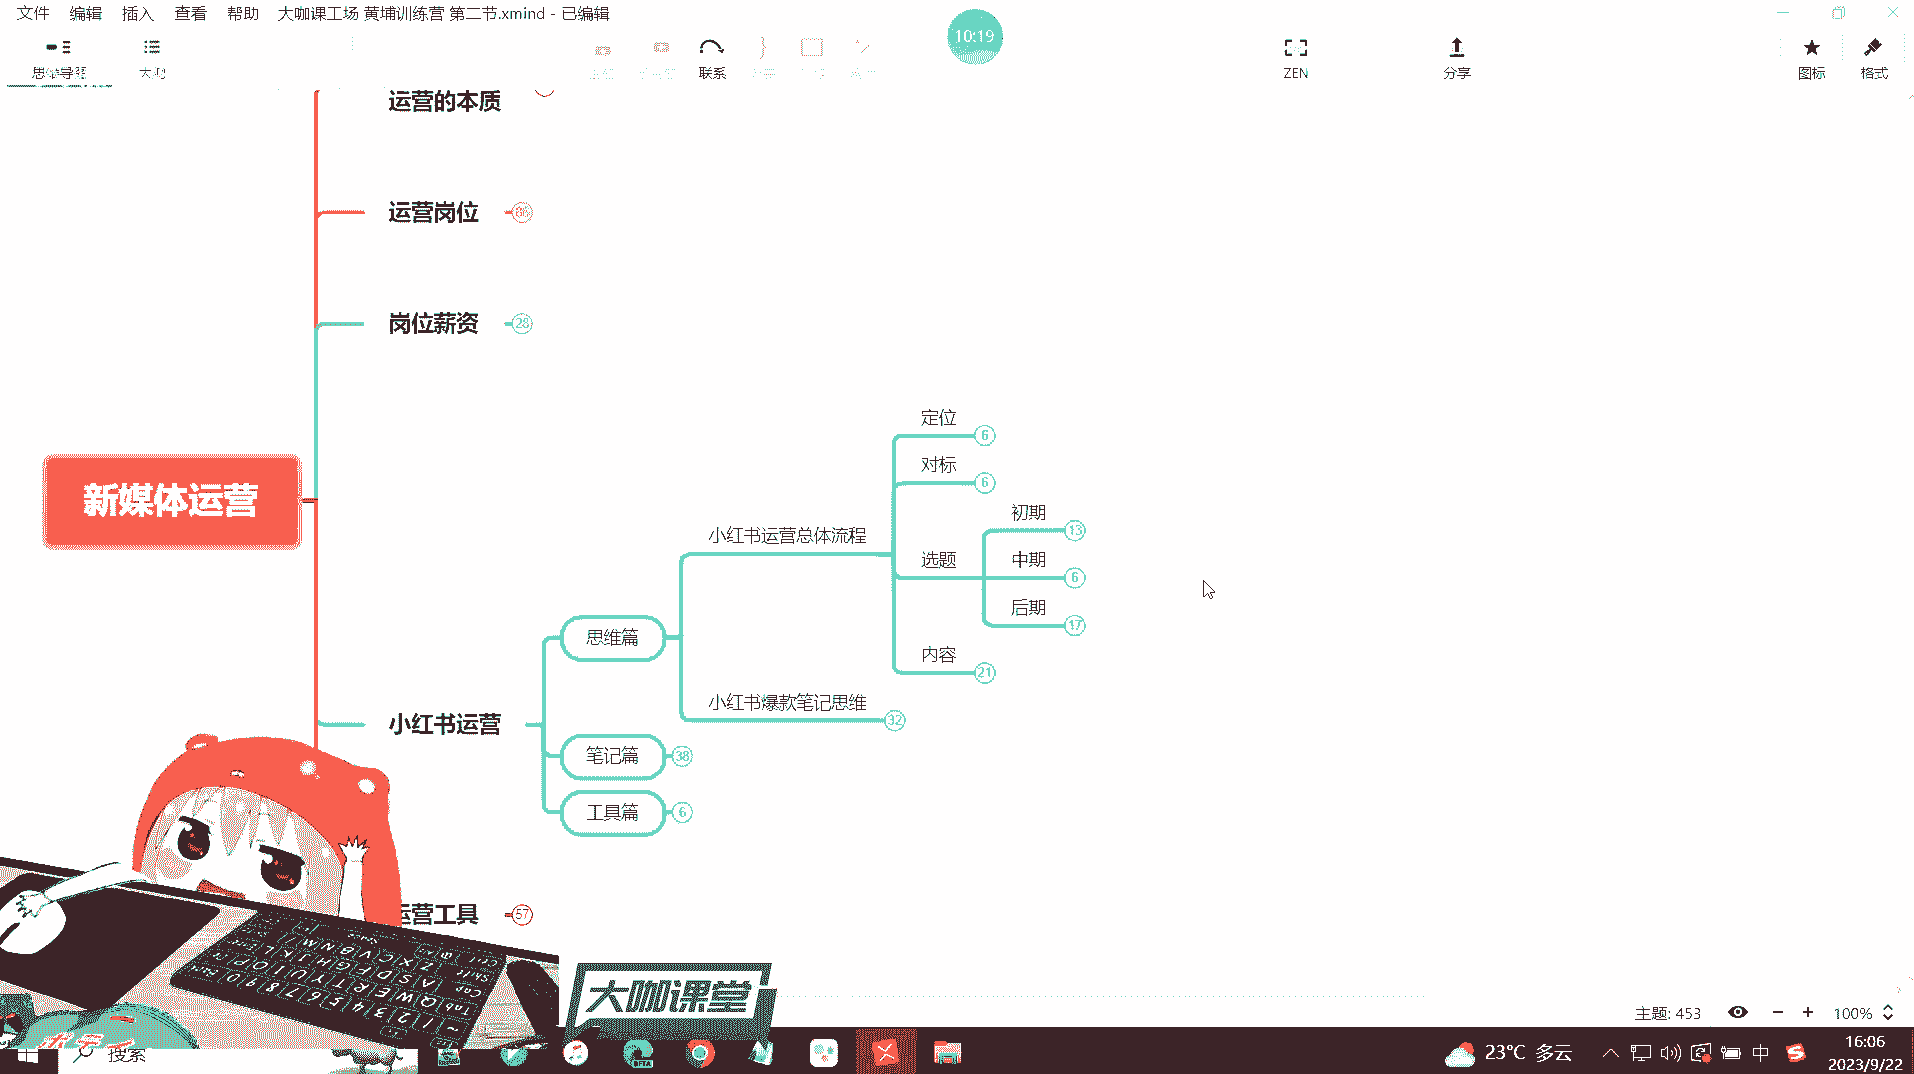 文件 编辑 插入 查看 帮助 大咖课工场 黄埔训练营 第二节.xmind - 已编辑
10:19
思维导图 大纲 联系 ZEN 分享 图标 格式
运营的本质
运营岗位 86
岗位薪资 28
新媒体运营
定位 6
对标 6
初期 13
小红书运营总体流程
选题
中期 6
后期 17
思维篇
内容 21
小红书爆款笔记思维 32
小红书运营
笔记篇 38
工具篇 6
运营工具 57
大咖课堂
主题: 453 100%
搜索
23°C 多云
中
16:06
2023/9/22